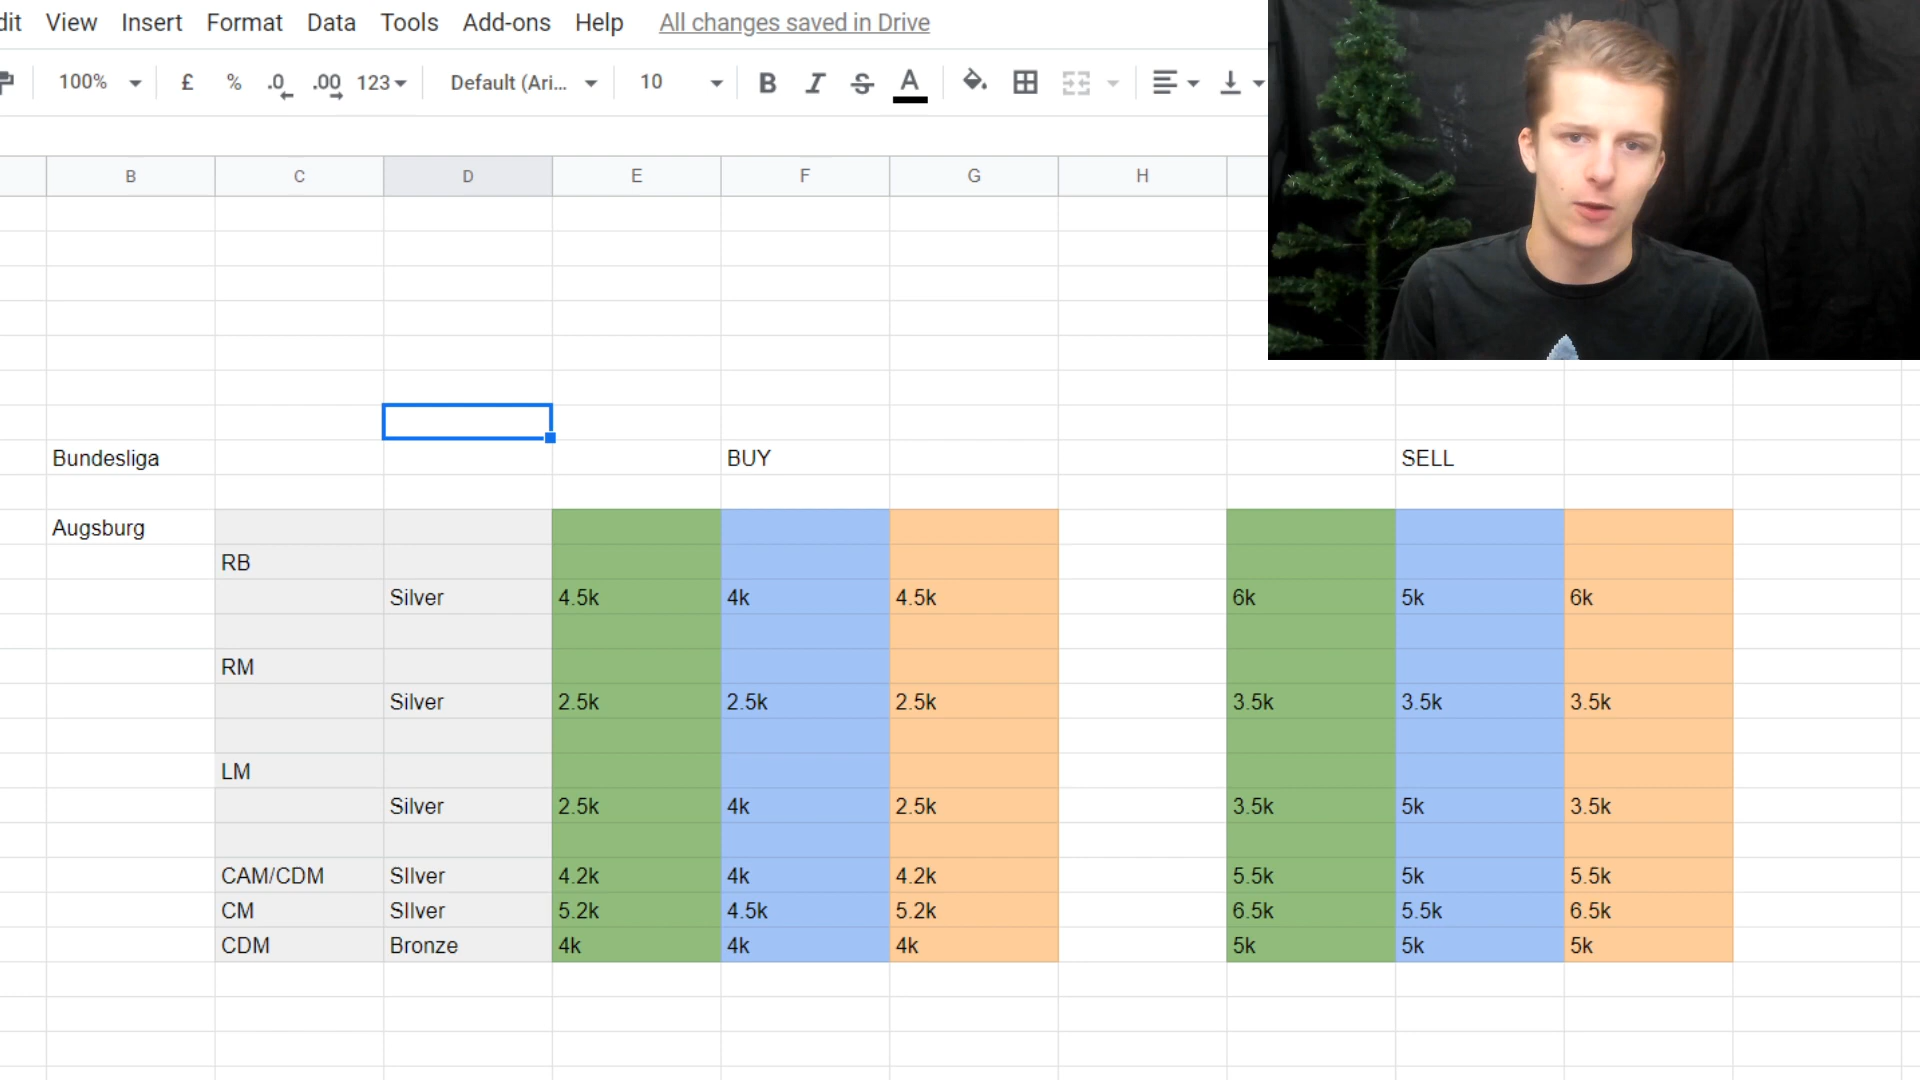 dit View Insert Format Data Tools Add-ons Help All changes saved in Drive
100% £ % .0 .00 123 Default (Ari... 10 B I S A
B C D E F G H
Bundesliga BUY SELL
Augsburg
RB
Silver 4.5k 4k 4.5k 6k 5k 6k
RM
Silver 2.5k 2.5k 2.5k 3.5k 3.5k 3.5k
LM
Silver 2.5k 4k 2.5k 3.5k 5k 3.5k
CAM/CDM SIlver 4.2k 4k 4.2k 5.5k 5k 5.5k
CM SIlver 5.2k 4.5k 5.2k 6.5k 5.5k 6.5k
CDM Bronze 4k 4k 4k 5k 5k 5k